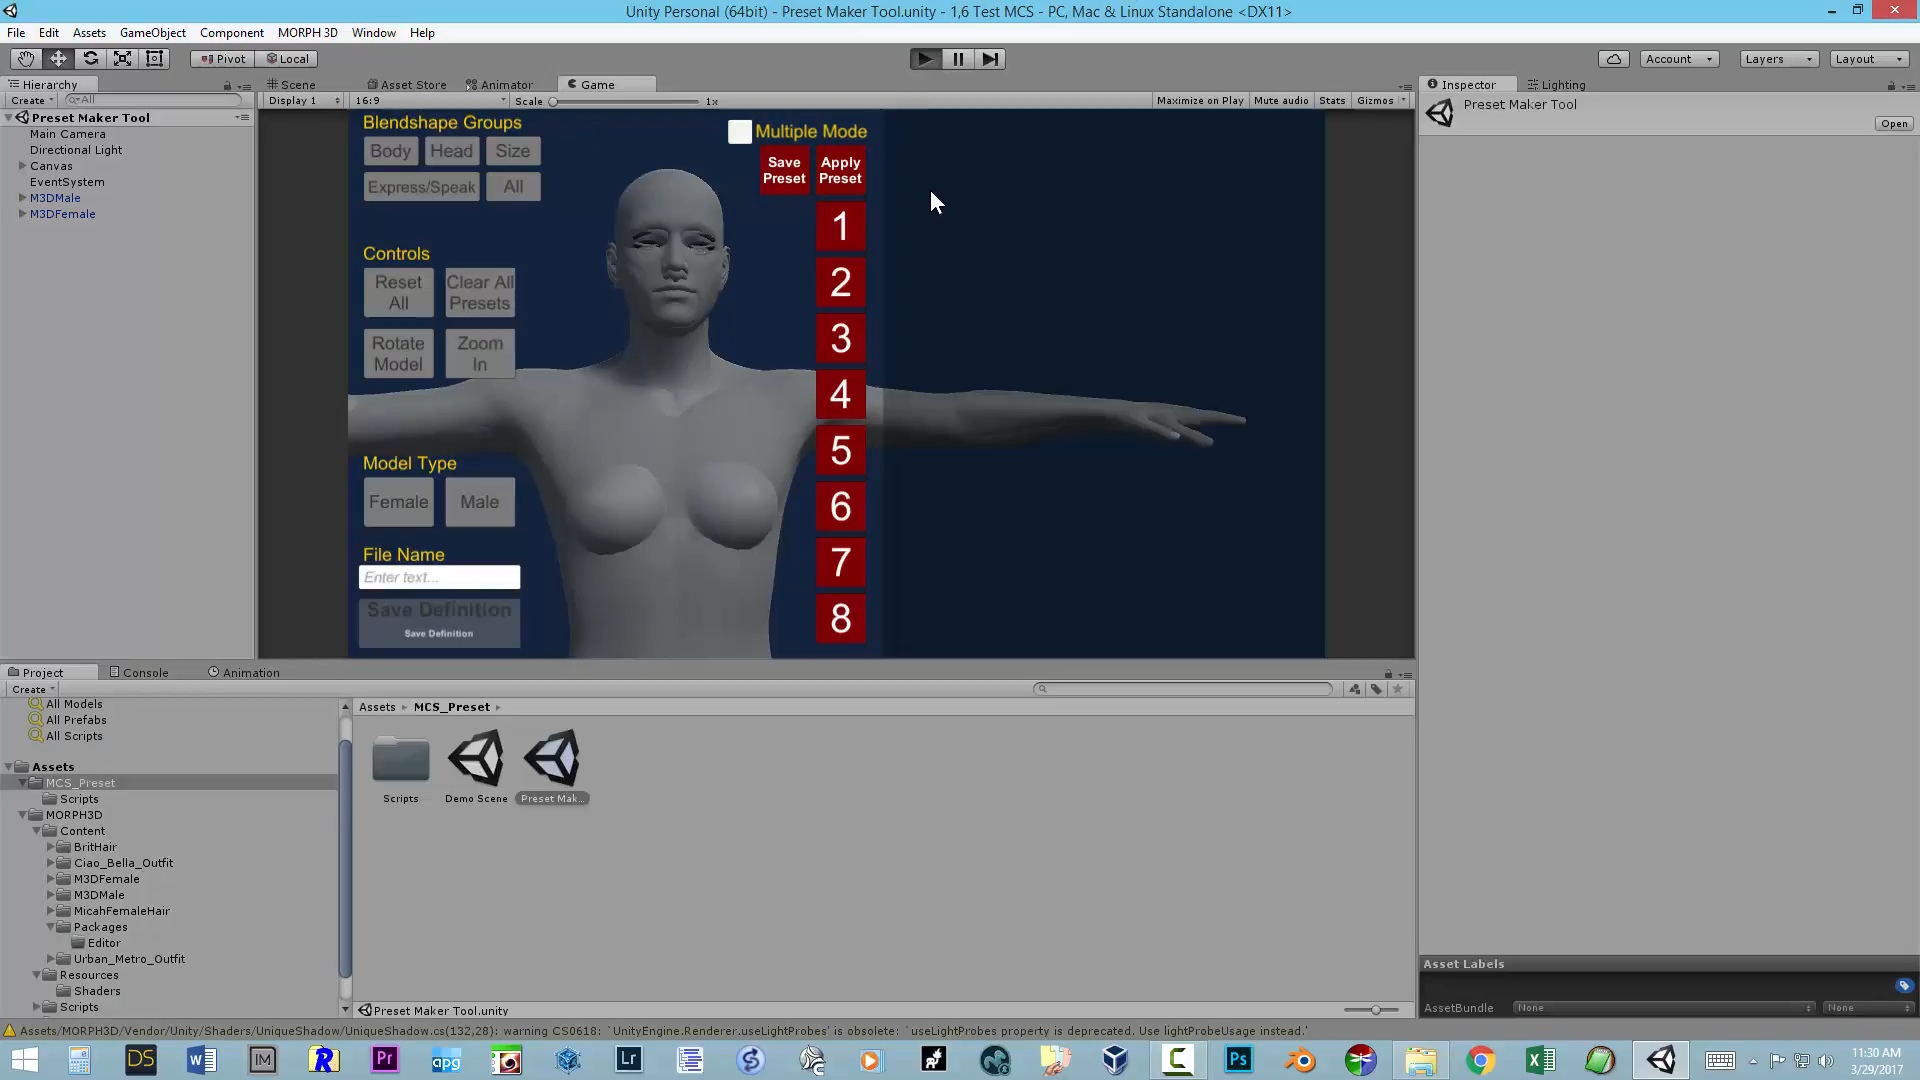 Unity Personal (64bit) - Preset Maker Tool.unity - 1,6 Test MCS - PC, Mac & Linux Standalone <DX11>
File Edit Assets GameObject Component MORPH 3D Window Help
Pivot Local Account Layers Layout
Hierarchy Scene Asset Store Animator Game Inspector Lighting
Create All Display 1 16:9 Scale 1x Maximize on Play Mute audio Stats Gizmos
Preset Maker Tool
Open
Preset Maker Tool
Main Camera
Directional Light
Canvas
EventSystem
M3DMale
M3DFemale
Blendshape Groups
Body Head Size
Express/Speak All
Multiple Mode
Save Preset
Apply Preset
1
2
3
4
5
6
7
8
Controls
Reset All
Clear All Presets
Rotate Model
Zoom In
Model Type
Female Male
File Name
Enter text...
Save Definition
Save Definition
Project Console Animation
Create
All Models
All Prefabs
All Scripts
Assets
MCS_Preset
Scripts
MORPH3D
Content
BritHair
Ciao_Bella_Outfit
M3DFemale
M3DMale
MicahFemaleHair
Packages
Editor
Urban_Metro_Outfit
Resources
Shaders
Scripts
Assets MCS_Preset
Scripts Demo Scene Preset Mak...
Preset Maker Tool.unity
Asset Labels
AssetBundle None None
Assets/MORPH3D/Vendor/Unity/Shaders/UniqueShadow/UniqueShadow.cs(132,28): warning CS0618: `UnityEngine.Renderer.useLightProbes' is obsolete: `useLightProbes property is deprecated. Use lightProbeUsage instead.'
DS W IM R Pr apg Lr S C Ps X
11:30 AM
3/29/2017